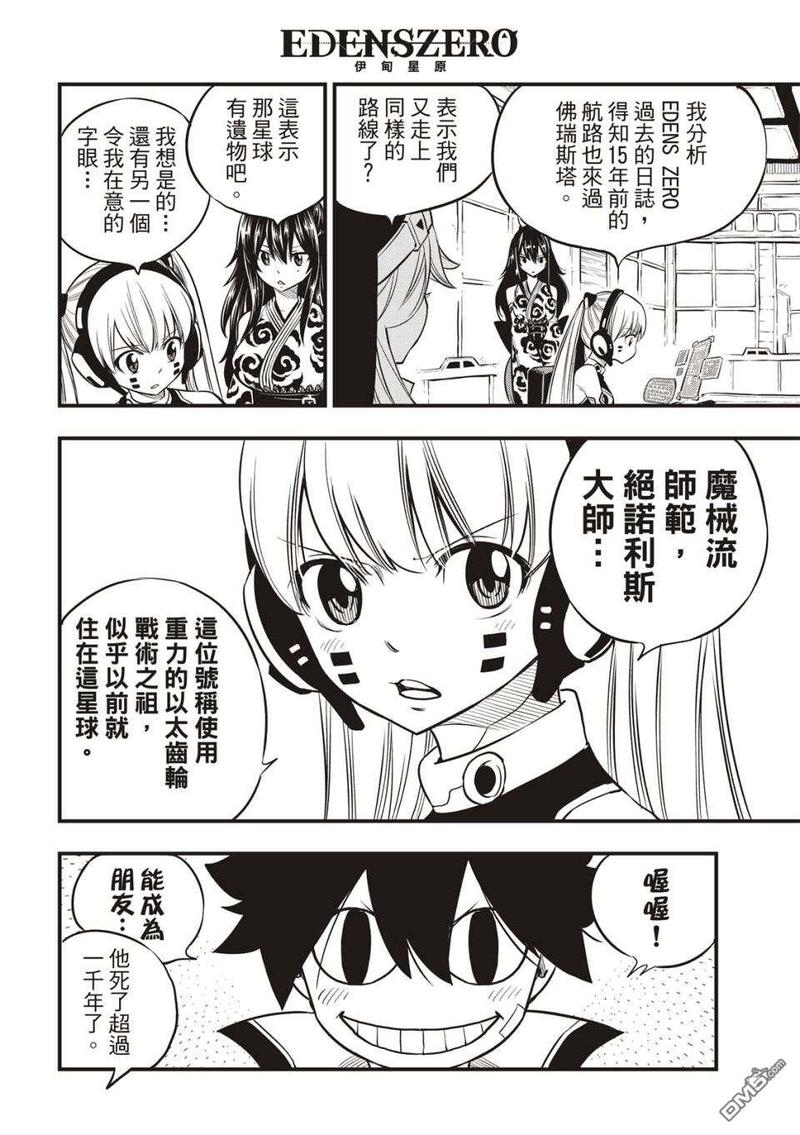 EDENSZERO
伊甸星原
我分析
EDENS ZERO
過去的日誌，
得知15年前的
航路也來過
佛瑞斯塔。
表示我們
又走上
同樣的
路線了？
這表示
那星球
有遺物吧。
我想是的…
還有另一個
令我在意的
字眼…
魔械流
師範，
絕諾利斯
大師…
這位號稱使用
重力的以太齒輪
戰術之祖，
似乎以前就
住在這星球。
喔喔！
能成為
朋友…
他死了超過
一千年了。
DM5.com